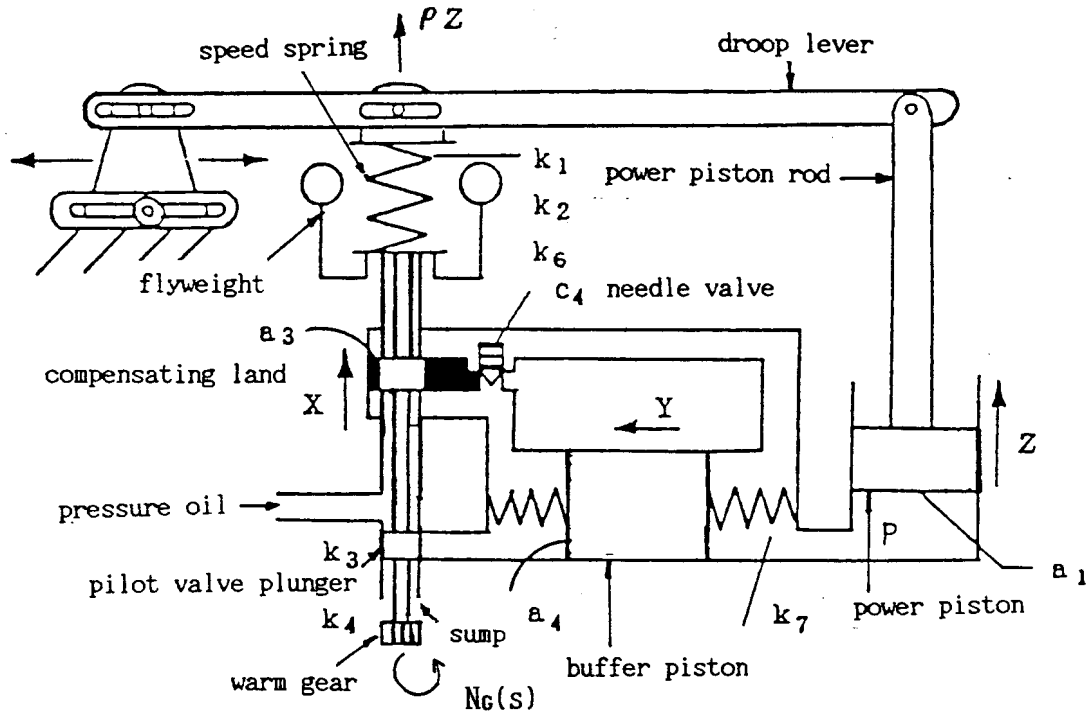 ρZ
speed spring
droop lever
k1
power piston rod
k2
k6
flyweight
c4 needle valve
a3
compensating land
X
Y
Z
pressure oil
k3
P
pilot valve plunger
a4
a1
k4
sump
k7
power piston
warm gear
buffer piston
NG(S)